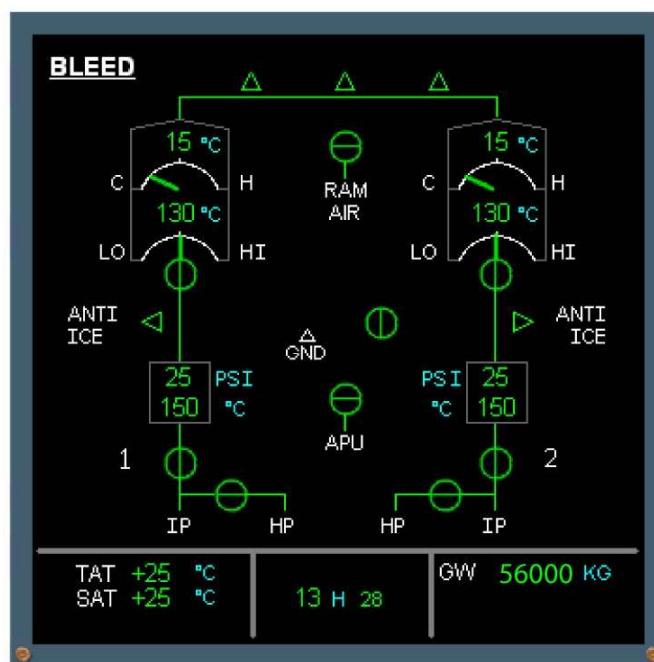 BLEED
15 °C 15 °C
C H RAM AIR C H
130 °C 130 °C
LO HI LO HI
ANTI ICE GND ANTI ICE
25 PSI PSI 25
150 °C °C 150
APU
1 2
IP HP HP IP
TAT +25 °C GW 56000 KG
SAT +25 °C 13 H 28